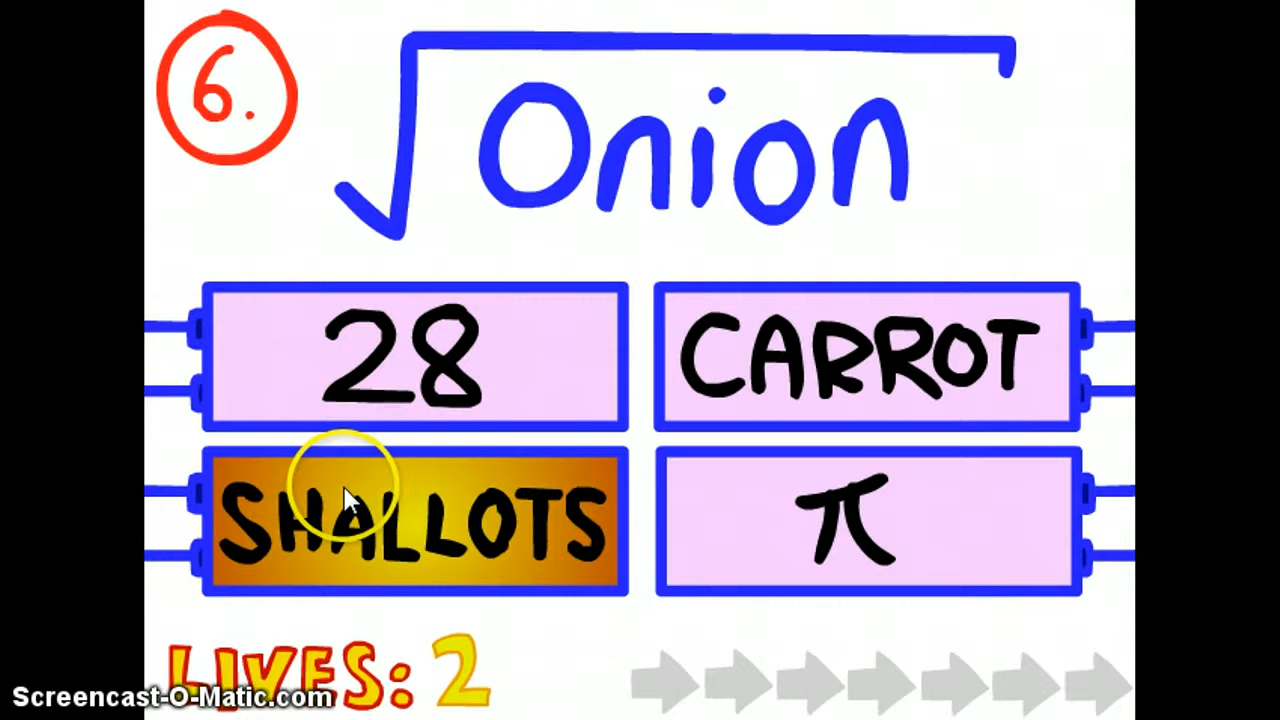 6.
√Onion
28
CARROT
SHALLOTS
π
LIVES: 2
Screencast-O-Matic.com